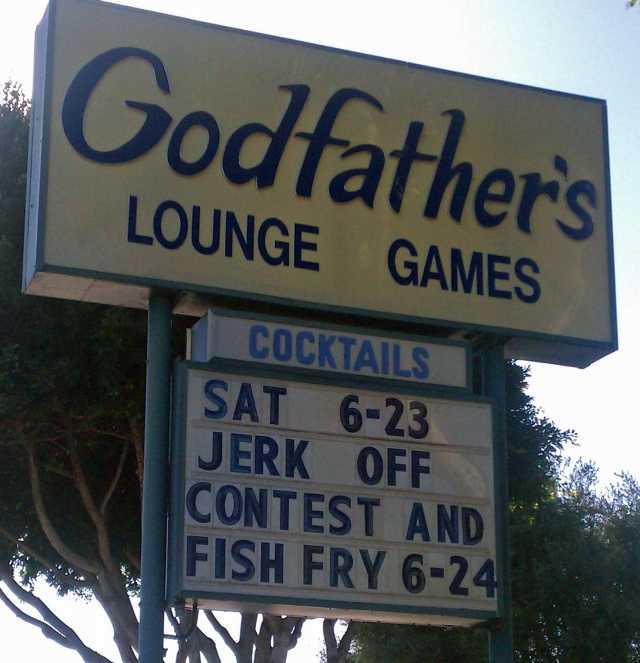 Godfather's
LOUNGE GAMES
COCKTAILS
SAT 6-23
JERK OFF
CONTEST AND
FISH FRY 6-24